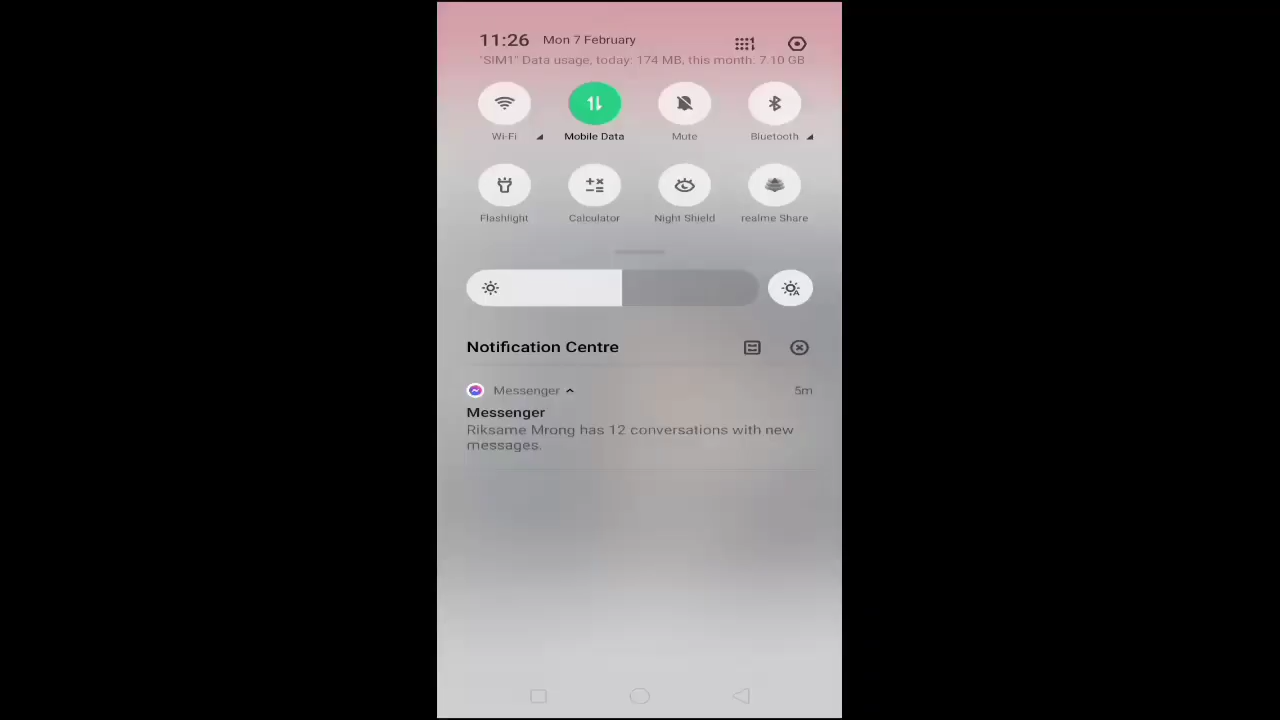 11:26 Mon 7 February
"SIM1" Data usage, today: 174 MB, this month: 7.10 GB
Wi-Fi Mobile Data Mute Bluetooth
Flashlight Calculator Night Shield realme Share
Notification Centre
Messenger 5m
Messenger
Riksame Mrong has 12 conversations with new
messages.